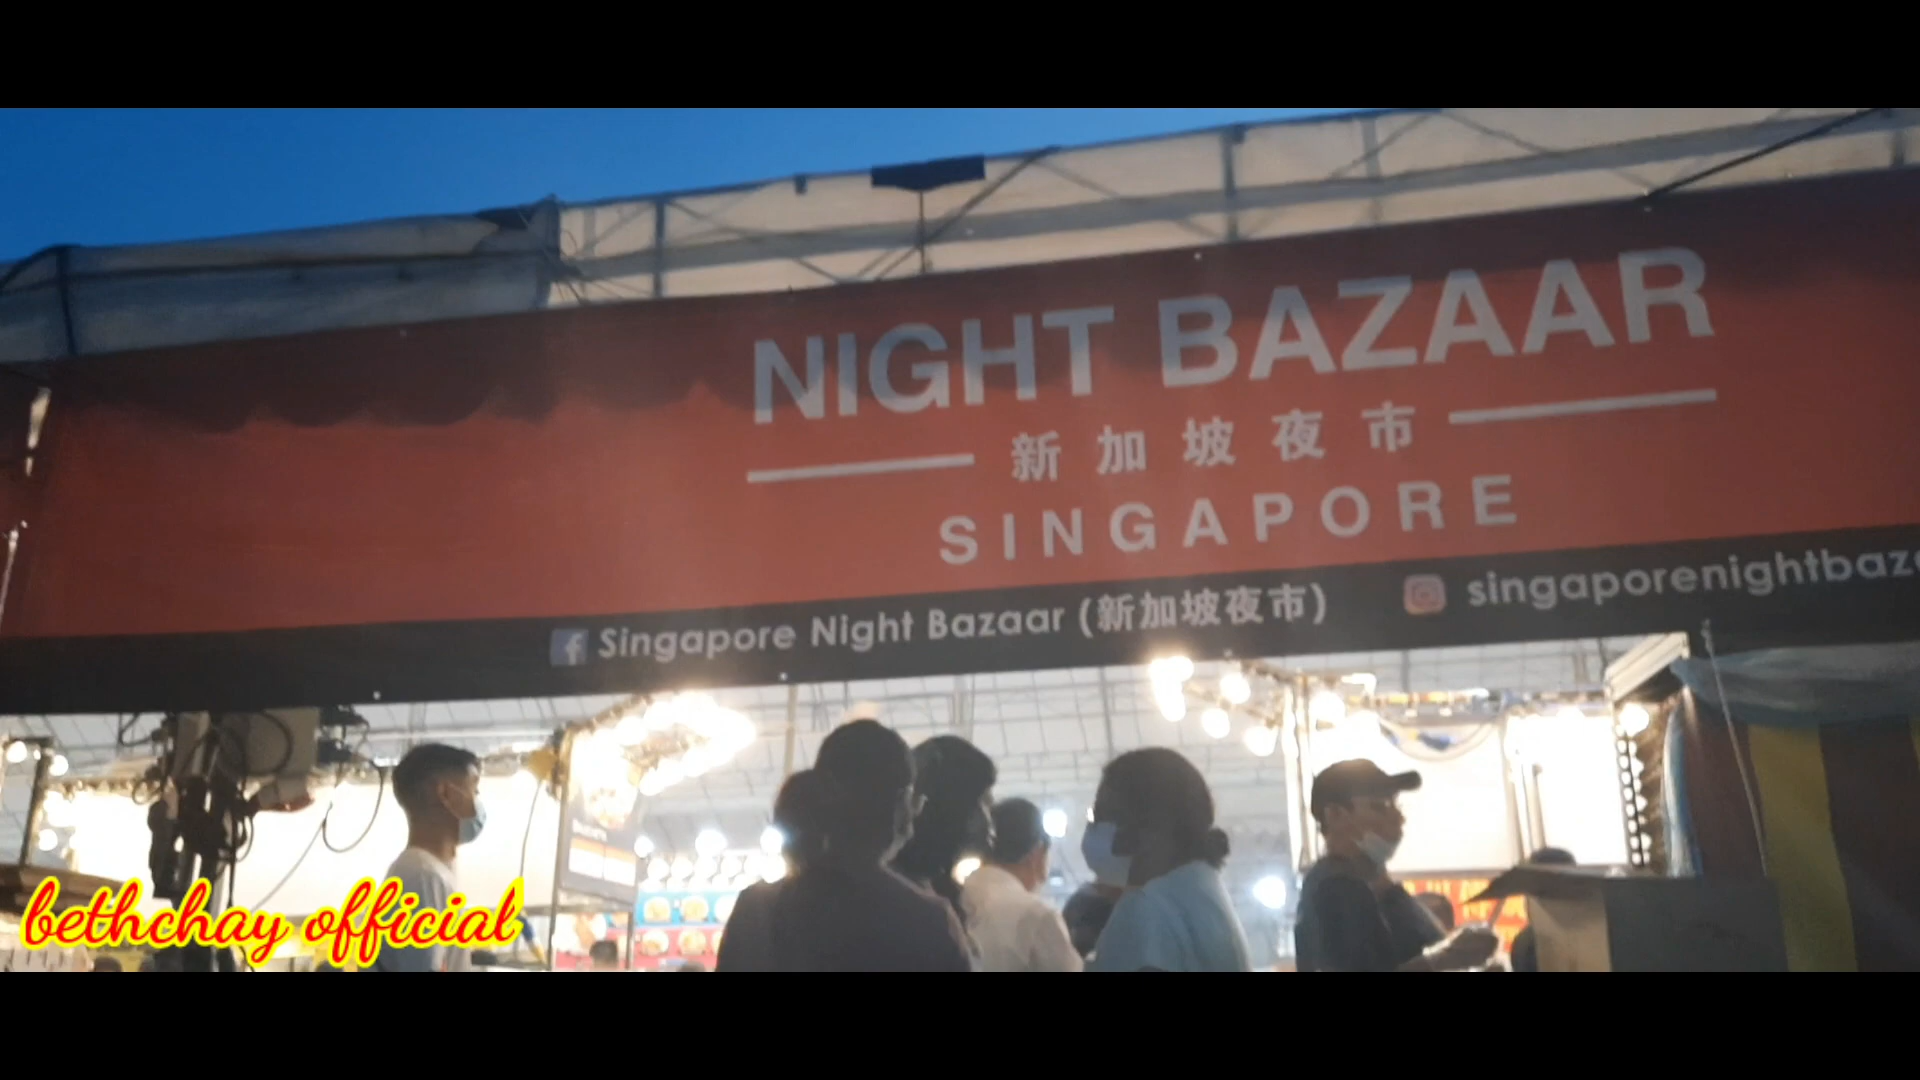 NIGHT BAZAAR
新加坡夜市
SINGAPORE
Singapore Night Bazaar (新加坡夜市)
singaporenightbaz
bethchay official